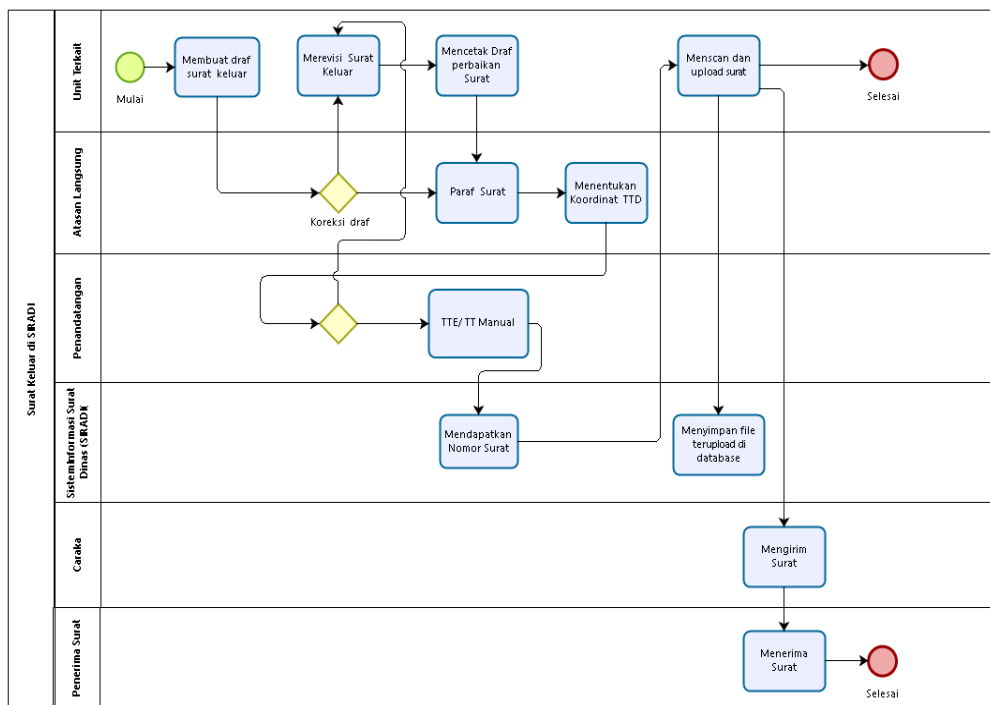 Surat Keluar di SIRADI
Unit Terkait
Mulai
Membuat draf
surat keluar
Merevisi Surat
Keluar
Mencetak Draf
perbaikan
Surat
Menscan dan
upload surat
Selesai
Atasan Langsung
Koreksi draf
Paraf Surat
Menentukan
Koordinat TTD
Penandatangan
TTE/ TT Manual
Sistem Informasi Surat
Dinas (SIRADI(
Mendapatkan
Nomor Surat
Menyimpan file
terupload di
database
Caraka
Mengirim
Surat
Penerima Surat
Menerima
Surat
Selesai